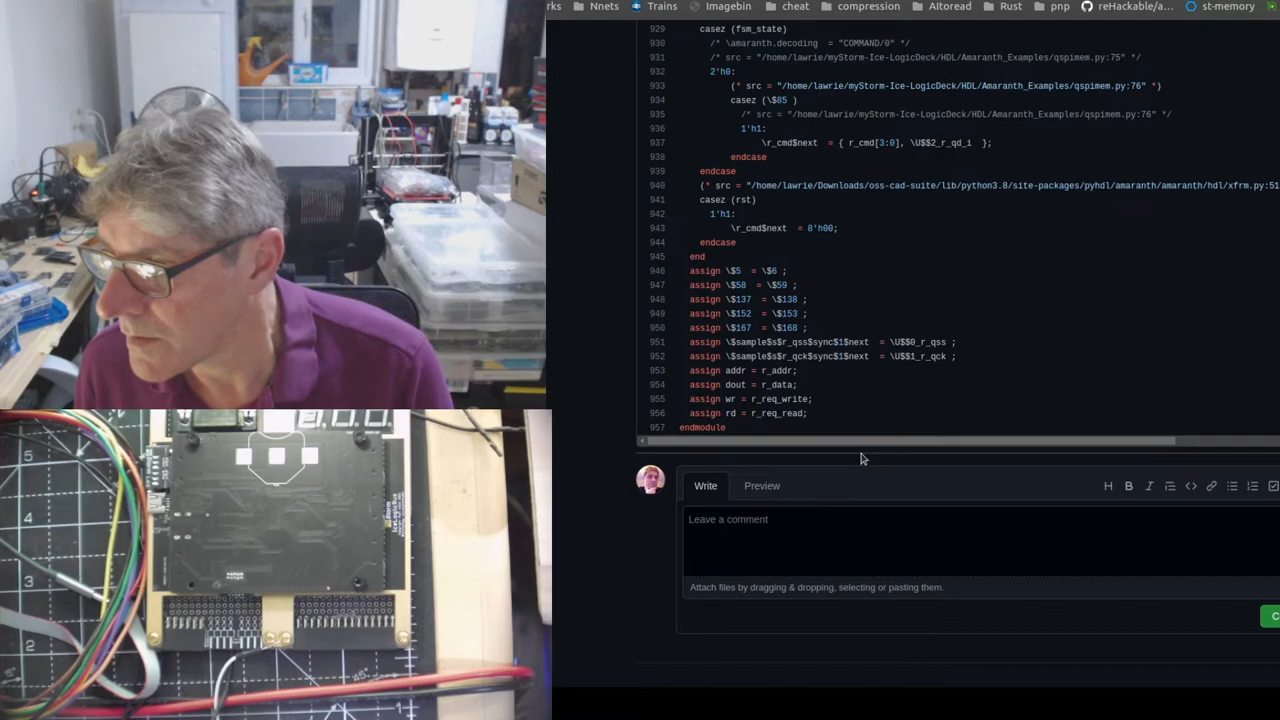 rks Nnets Trains Imagebin cheat compression Altoread Rust pnp reHackable/a... st-memory
929 casez (fsm_state)
930 /* \amaranth.decoding = "COMMAND/0" */
931 /* src = "/home/lawrie/myStorm-Ice-LogicDeck/HDL/Amaranth_Examples/qspimem.py:75" */
932 2'h0:
933 (* src = "/home/lawrie/myStorm-Ice-LogicDeck/HDL/Amaranth_Examples/qspimem.py:76" *)
934 casez (\$85 )
935 /* src = "/home/lawrie/myStorm-Ice-LogicDeck/HDL/Amaranth_Examples/qspimem.py:76" */
936 1'h1:
937 \r_cmd$next = { r_cmd[3:0], \U$$2_r_qd_i };
938 endcase
939 endcase
940 (* src = "/home/lawrie/Downloads/oss-cad-suite/lib/python3.8/site-packages/pyhdl/amaranth/amaranth/hdl/xfrm.py:51
941 casez (rst)
942 1'h1:
943 \r_cmd$next = 8'h00;
944 endcase
945 end
946 assign \$5 = \$6 ;
947 assign \$58 = \$59 ;
948 assign \$137 = \$138 ;
949 assign \$152 = \$153 ;
950 assign \$167 = \$168 ;
951 assign \$sample$s$r_qss$sync$1$next = \U$$0_r_qss ;
952 assign \$sample$s$r_qck$sync$1$next = \U$$1_r_qck ;
953 assign addr = r_addr;
954 assign dout = r_data;
955 assign wr = r_req_write;
956 assign rd = r_req_read;
957 endmodule
Write Preview
Leave a comment
Attach files by dragging & dropping, selecting or pasting them.
C
5
4
3
2
1
45°